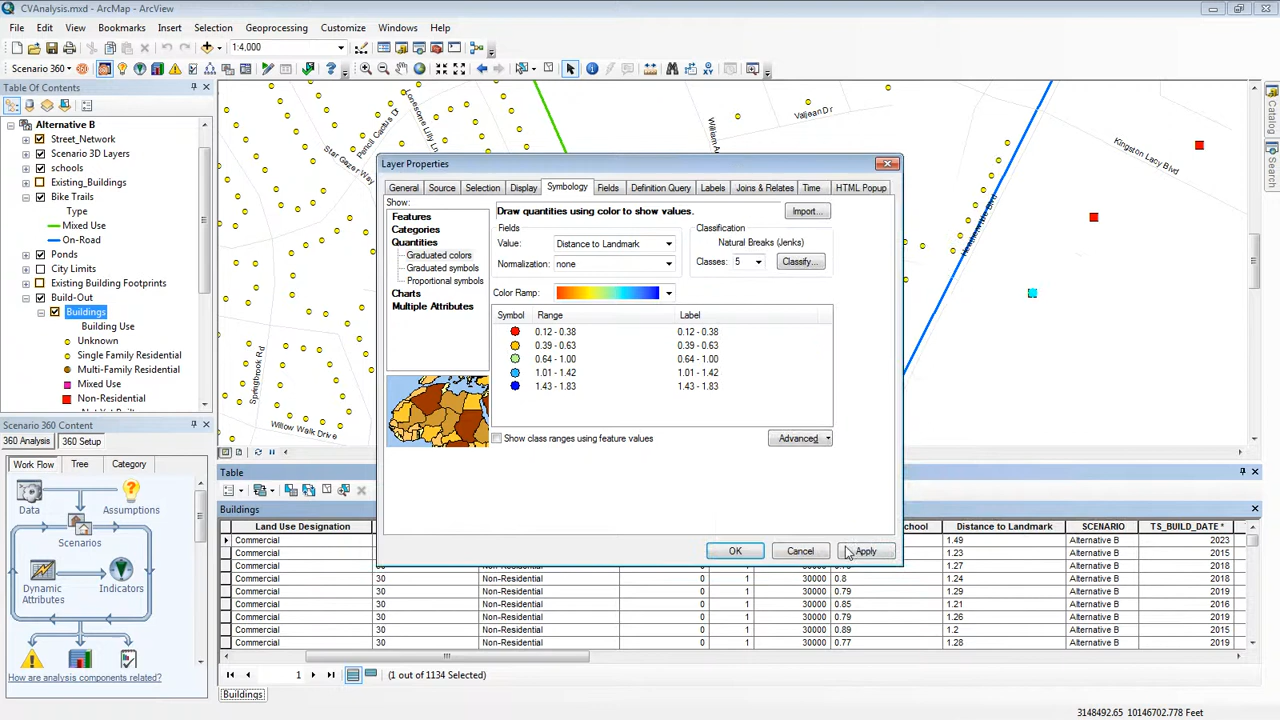 CVAnalysis.mxd - ArcMap - ArcView
File Edit View Bookmarks Insert Selection Geoprocessing Customize Windows Help
1:4,000
Scenario 360
Table Of Contents
Alternative B
Street_Network
Scenario 3D Layers
schools
Existing_Buildings
Bike Trails
Type
Mixed Use
On-Road
Ponds
City Limits
Existing Building Footprints
Build-Out
Buildings
Building Use
Unknown
Single Family Residential
Multi-Family Residential
Mixed Use
Non-Residential
Scenario 360 Content
360 Analysis 360 Setup
Work Flow Tree Category
Data
Assumptions
Scenarios
Dynamic
Attributes
Indicators
How are analysis components related?
Pencil Cactus Dr
Lonesome Lilly
Star Gazer Way
Springbrook Rd
Willow Walk Drive
Valjean Dr
Kingston Lacy Blvd
Catalog
Search
Layer Properties
General Source Selection Display Symbology Fields Definition Query Labels Joins & Relates Time HTML Popup
Show:
Features
Categories
Quantities
Graduated colors
Graduated symbols
Proportional symbols
Charts
Multiple Attributes
Draw quantities using color to show values.
Import...
Fields
Value: Distance to Landmark
Normalization: none
Classification
Natural Breaks (Jenks)
Classes: 5 Classify...
Color Ramp:
Symbol Range Label
0.12 - 0.38 0.12 - 0.38
0.39 - 0.63 0.39 - 0.63
0.64 - 1.00 0.64 - 1.00
1.01 - 1.42 1.01 - 1.42
1.43 - 1.83 1.43 - 1.83
Show class ranges using feature values
Advanced
OK Cancel Apply
Table
Buildings
Land Use Designation Distance to Landmark SCENARIO TS_BUILD_DATE *
Commercial 1.49 Alternative B 2023
Commercial 1.23 Alternative B 2015
Commercial 1.27 Alternative B 2018
Commercial 30 Non-Residential 0 1 30000 0.8 1.24 Alternative B 2018
Commercial 30 Non-Residential 0 1 30000 0.79 1.29 Alternative B 2019
Commercial 30 Non-Residential 0 1 30000 0.85 1.21 Alternative B 2016
Commercial 30 Non-Residential 0 1 30000 0.79 1.26 Alternative B 2019
Commercial 30 Non-Residential 0 1 30000 0.89 1.2 Alternative B 2015
Commercial 30 Non-Residential 0 1 30000 0.77 1.28 Alternative B 2019
1 (1 out of 1134 Selected)
Buildings
3148492.65 10146702.778 Feet